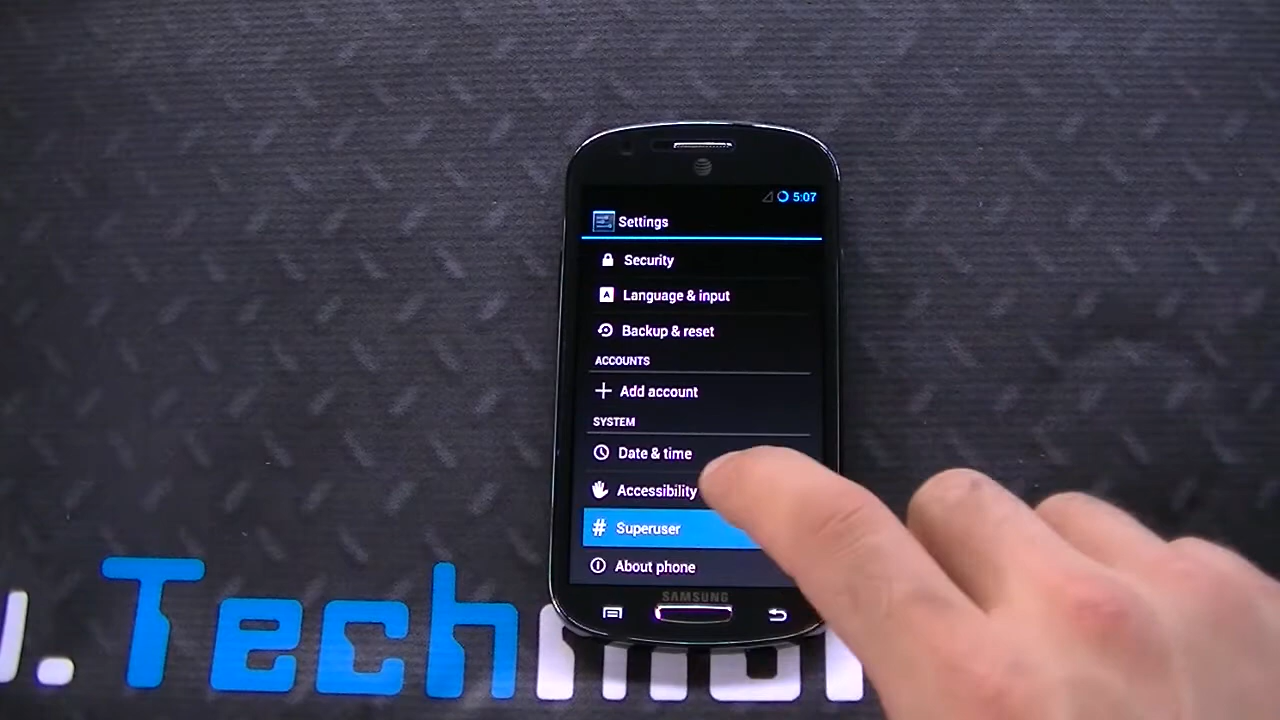 5:07
Settings
Security
Language & input
Backup & reset
ACCOUNTS
Add account
SYSTEM
Date & time
Accessibility
# Superuser
About phone
SAMSUNG
.Tech